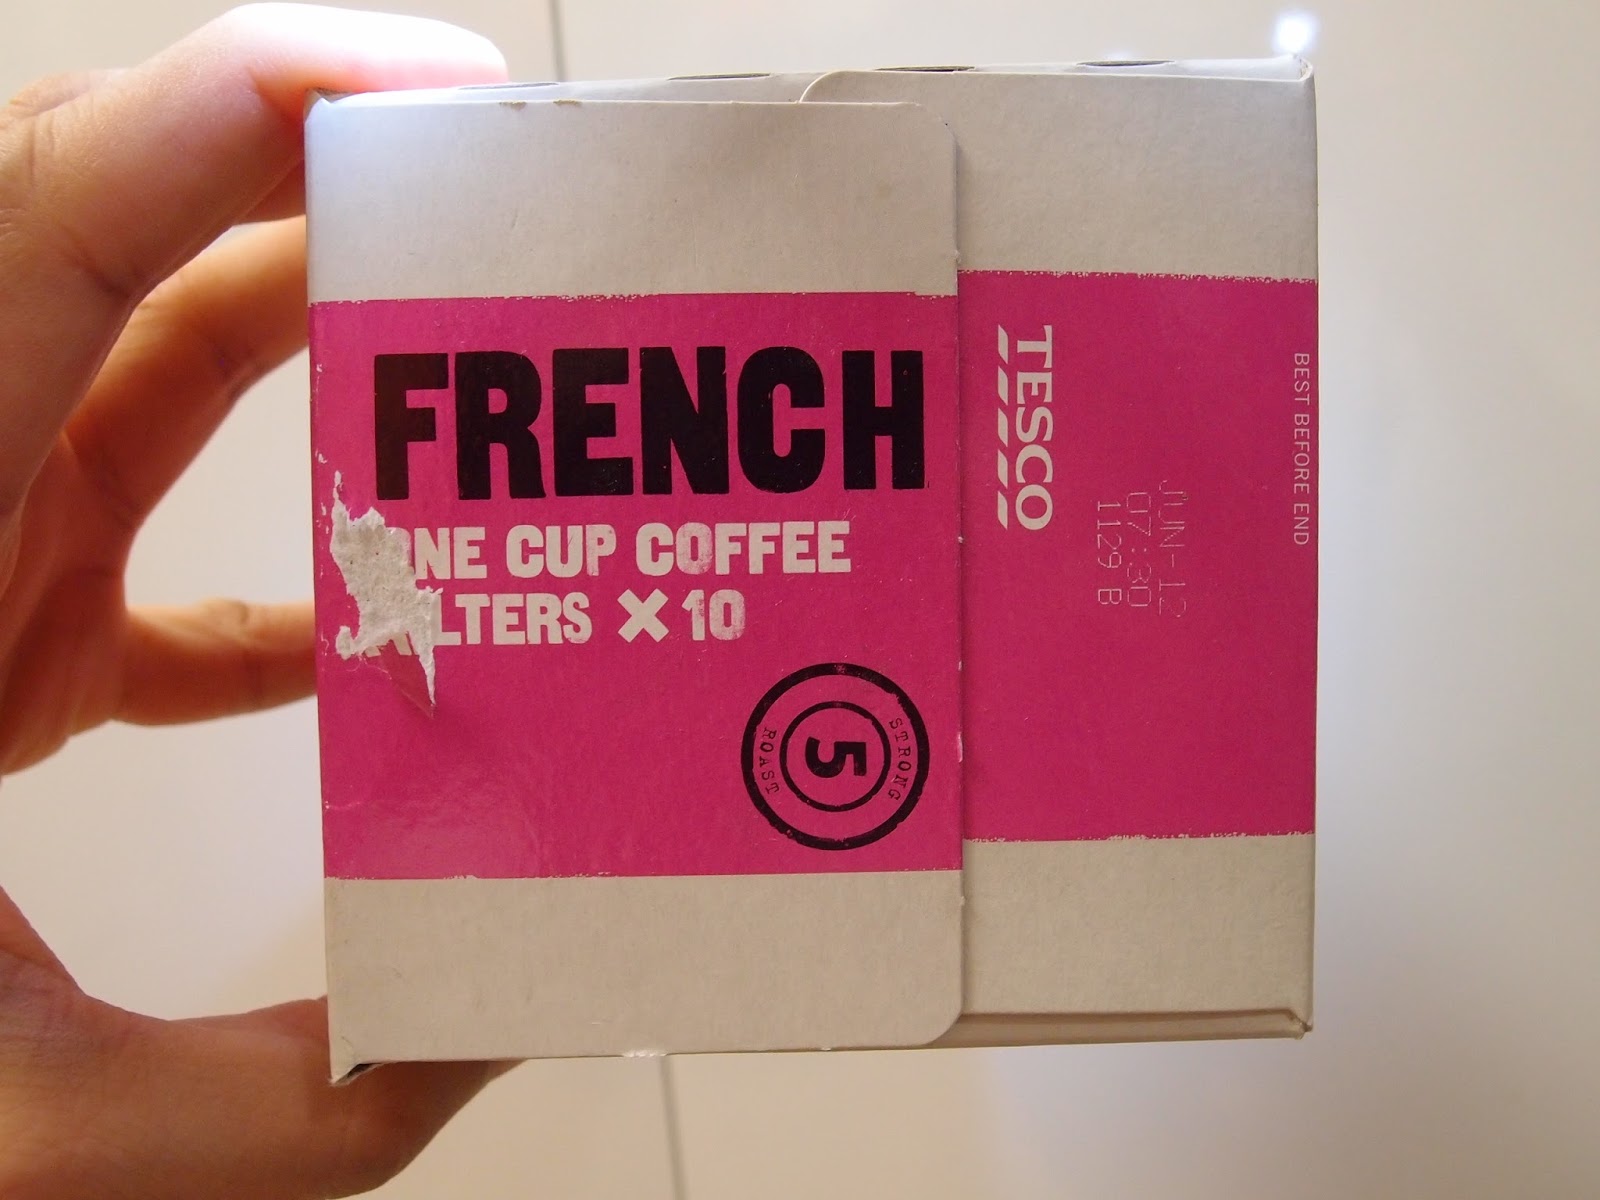 FRENCH
NE CUP COFFEE
LTERS × 10
STRONG
5
ROAST
TESCO
BEST BEFORE END
JUN-12
07:30
1129 B